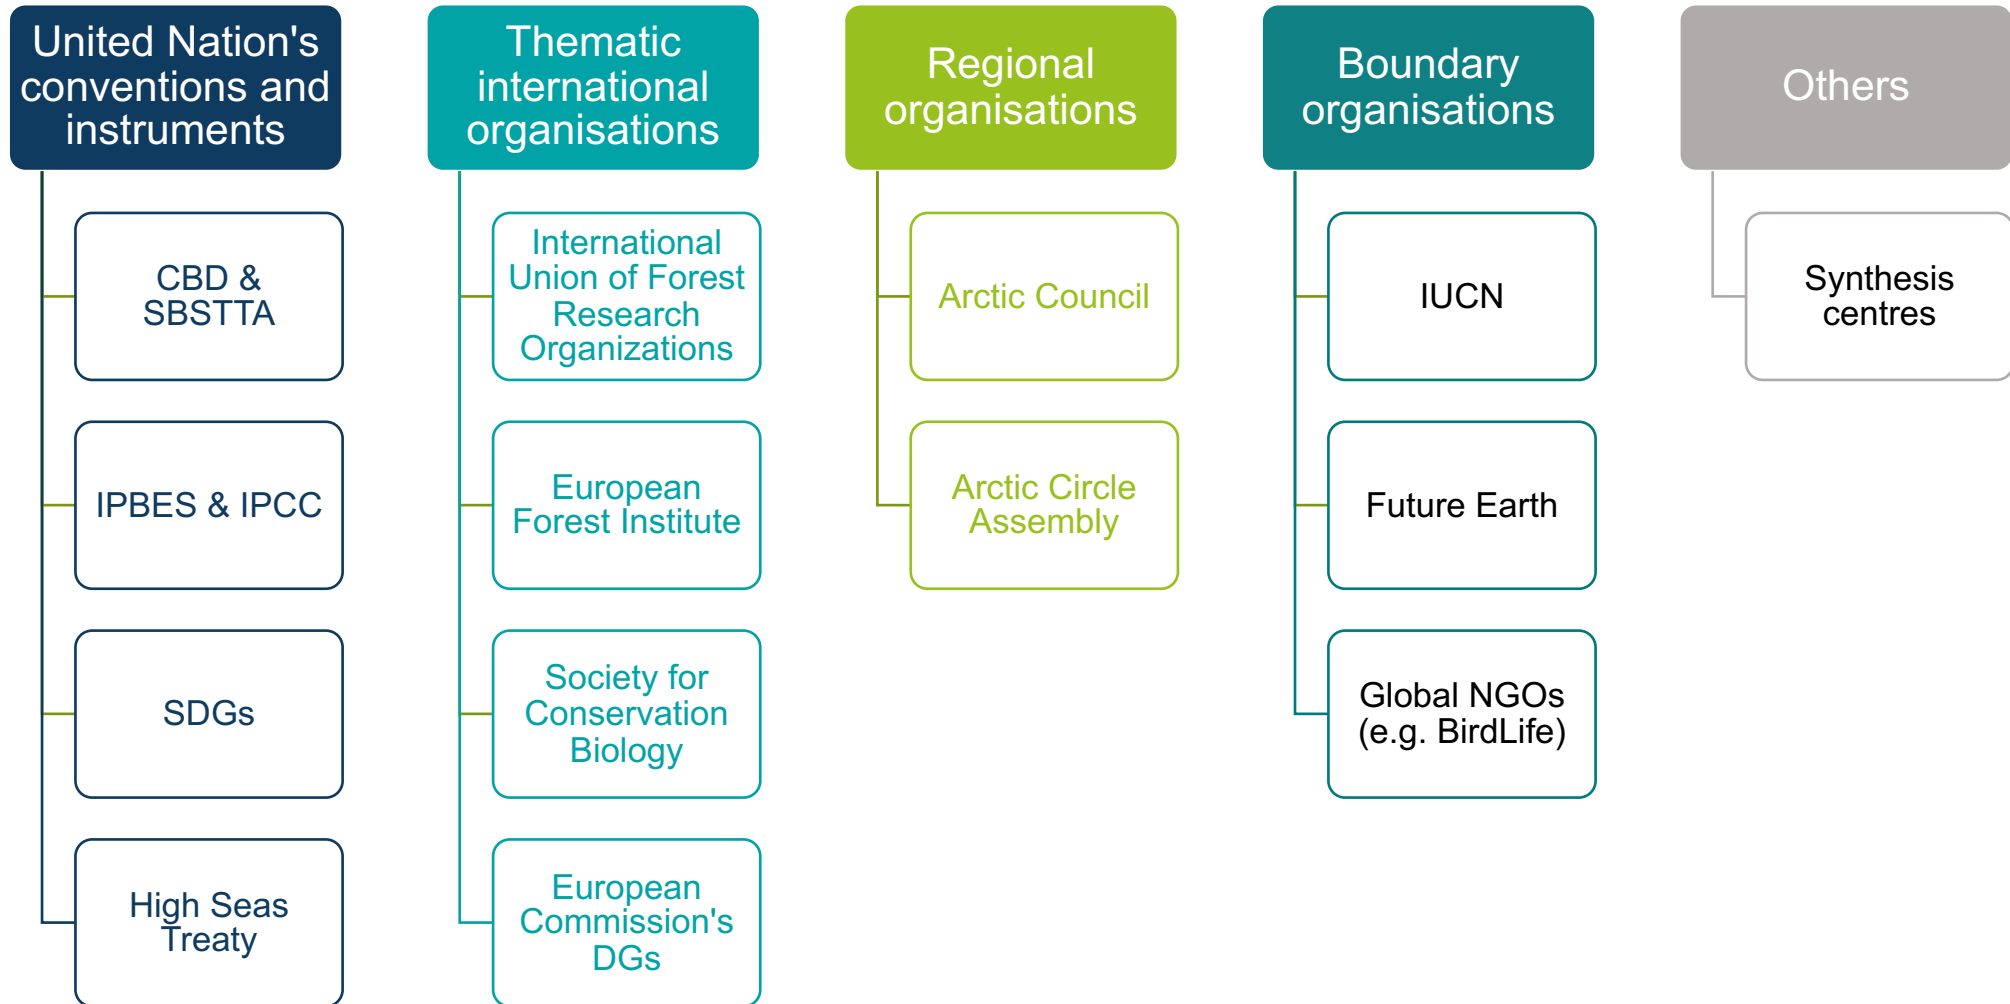 United Nation's
conventions and
instruments
CBD &
SBSTTA
IPBES & IPCC
SDGs
High Seas
Treaty
Thematic
international
organisations
International
Union of Forest
Research
Organizations
European
Forest Institute
Society for
Conservation
Biology
European
Commission's
DGs
Regional
organisations
Arctic Council
Arctic Circle
Assembly
Boundary
organisations
IUCN
Future Earth
Global NGOs
(e.g. BirdLife)
Others
Synthesis
centres